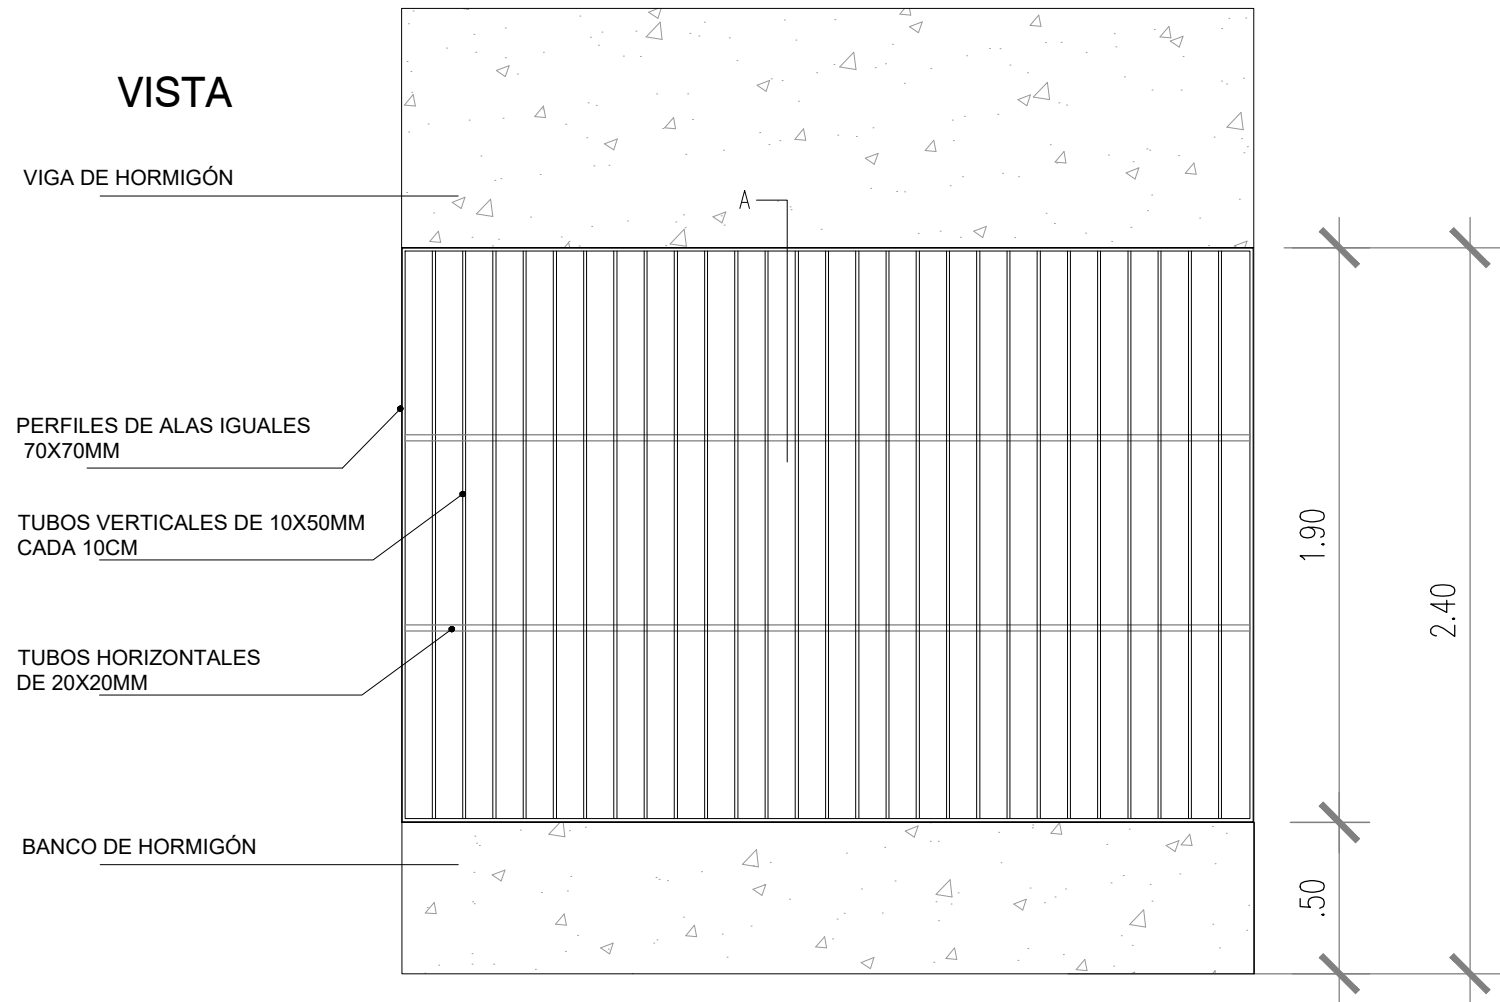 VISTA
VIGA DE HORMIGÓN
A
PERFILES DE ALAS IGUALES
70X70MM
TUBOS VERTICALES DE 10X50MM
CADA 10CM
1.90
2.40
TUBOS HORIZONTALES
DE 20X20MM
BANCO DE HORMIGÓN
.50